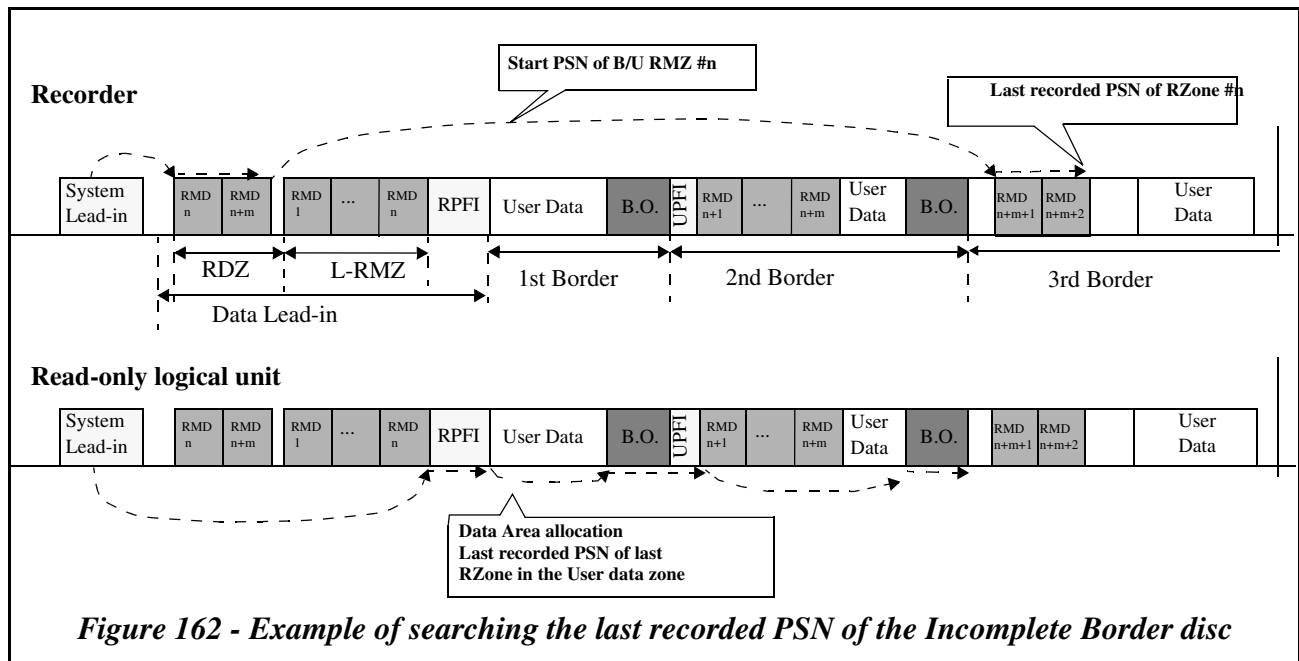 Start PSN of B/U RMZ #n
Last recorded PSN of RZone #n
Recorder
System
Lead-in
RMD
n
RMD
n+m
RMD
1
...
RMD
n
RPFI
User Data
B.O.
UPFI
RMD
n+1
...
RMD
n+m
User
Data
B.O.
RMD
n+m+1
RMD
n+m+2
User
Data
RDZ
L-RMZ
1st Border
2nd Border
3rd Border
Data Lead-in
Read-only logical unit
System
Lead-in
RMD
n
RMD
n+m
RMD
1
...
RMD
n
RPFI
User Data
B.O.
UPFI
RMD
n+1
...
RMD
n+m
User
Data
B.O.
RMD
n+m+1
RMD
n+m+2
User
Data
Data Area allocation
Last recorded PSN of last
RZone in the User data zone
Figure 162 - Example of searching the last recorded PSN of the Incomplete Border disc